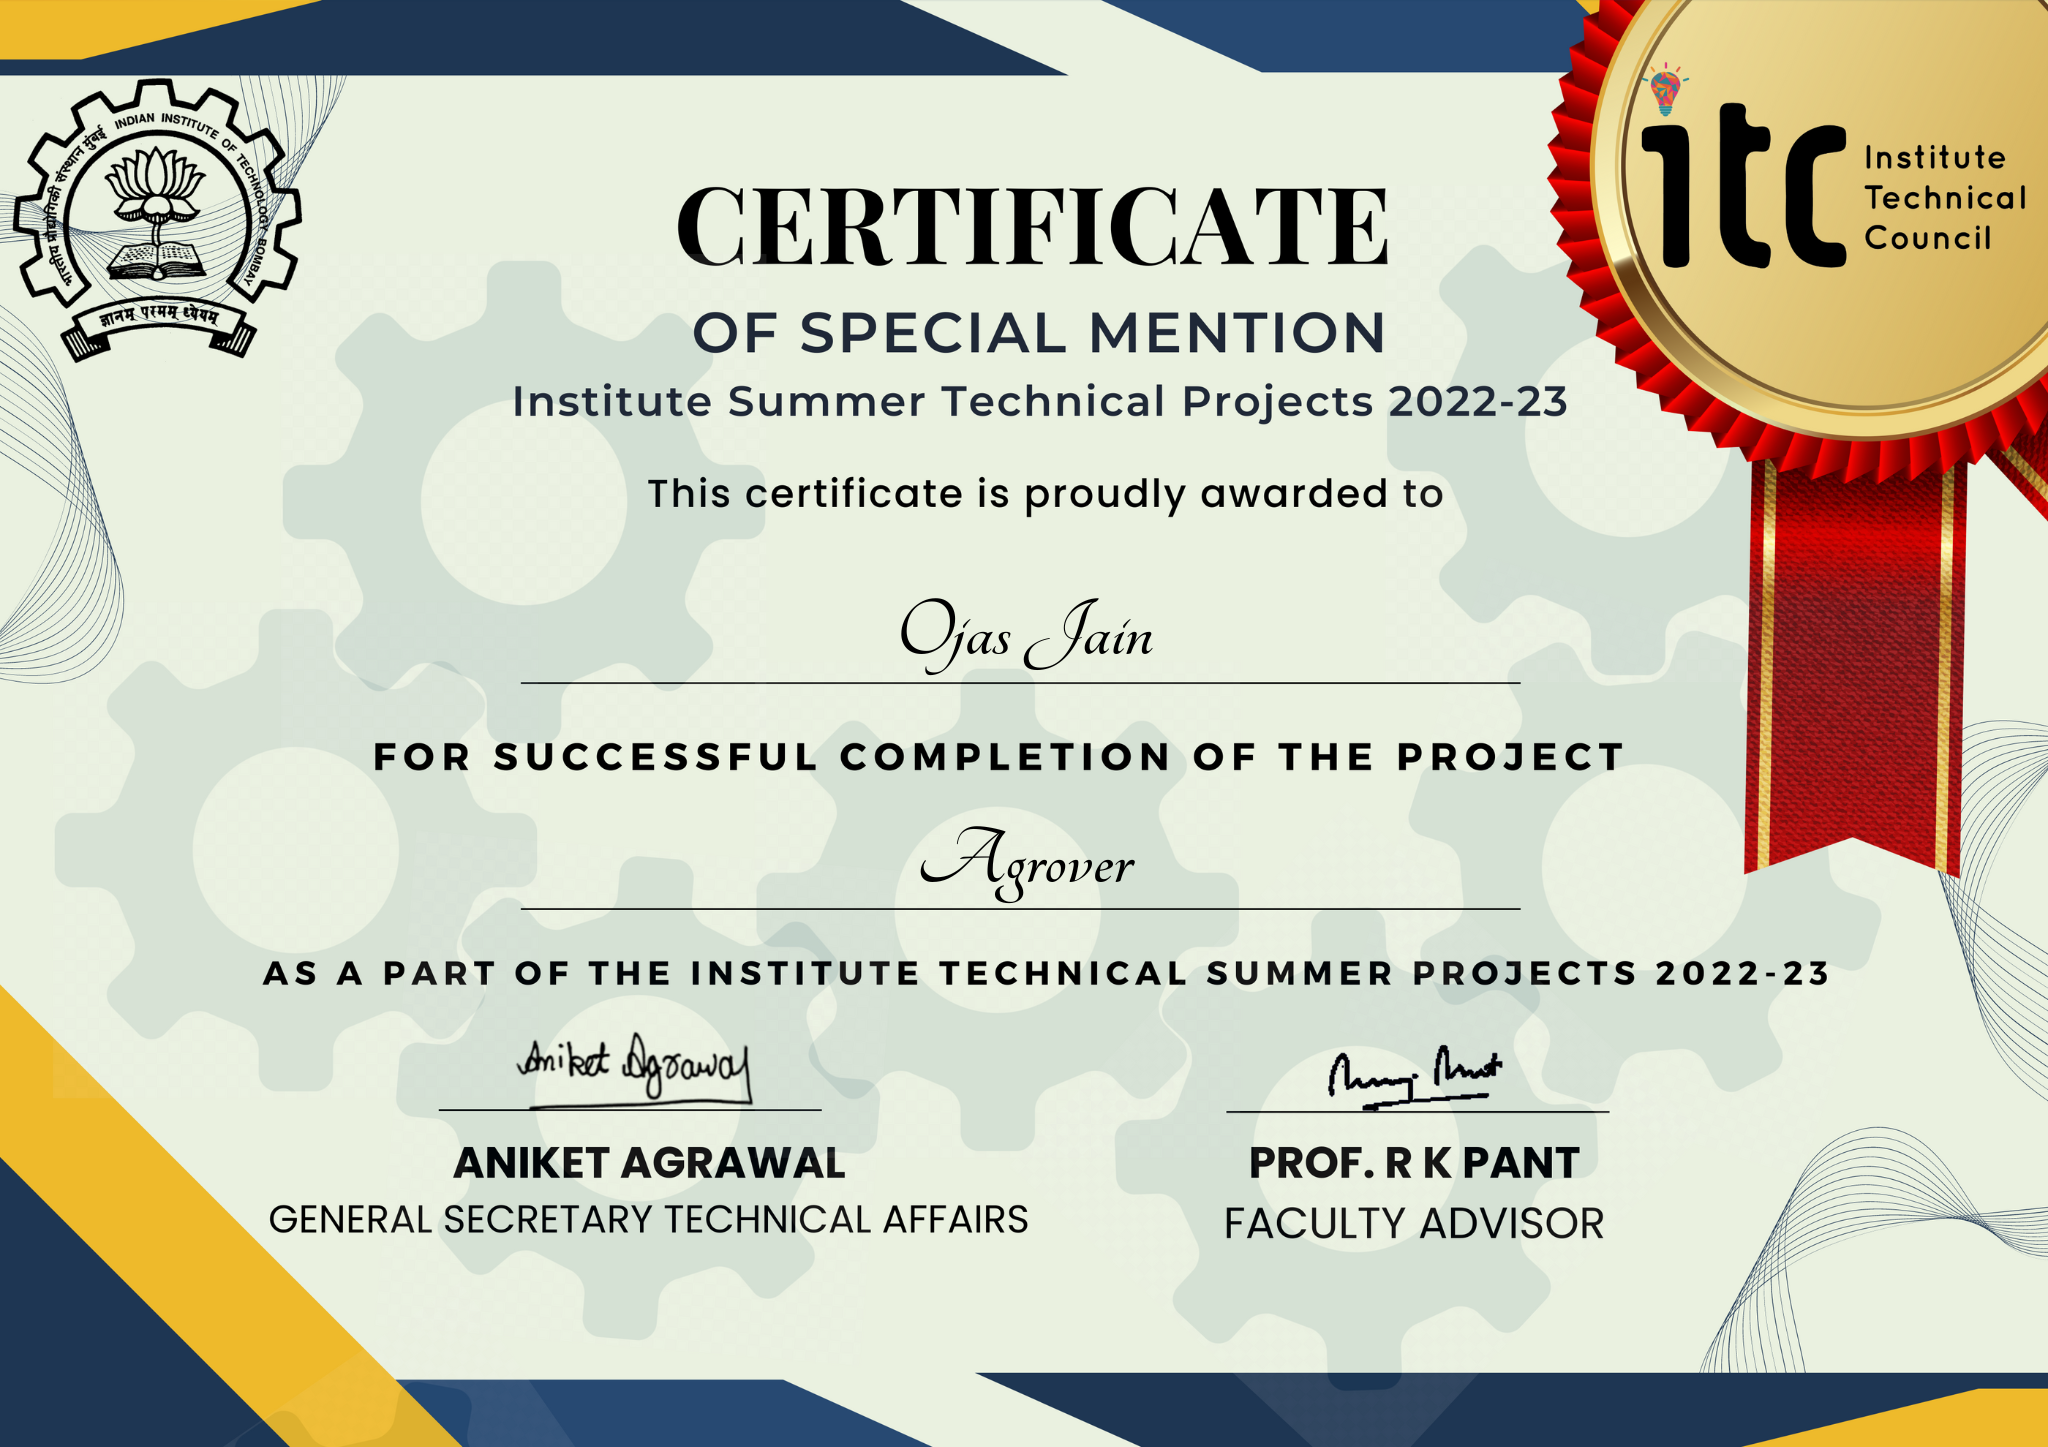 भारतीय प्रौद्योगिकी संस्थान मुंबई INDIAN INSTITUTE OF TECHNOLOGY BOMBAY
ज्ञानम् परमम् ध्येयम्
itc Institute
Technical
Council
CERTIFICATE
OF SPECIAL MENTION
Institute Summer Technical Projects 2022-23
This certificate is proudly awarded to
Ojas Jain
FOR SUCCESSFUL COMPLETION OF THE PROJECT
Agrover
AS A PART OF THE INSTITUTE TECHNICAL SUMMER PROJECTS 2022-23
Aniket Agrawal
ANIKET AGRAWAL
GENERAL SECRETARY TECHNICAL AFFAIRS
PROF. R K PANT
FACULTY ADVISOR